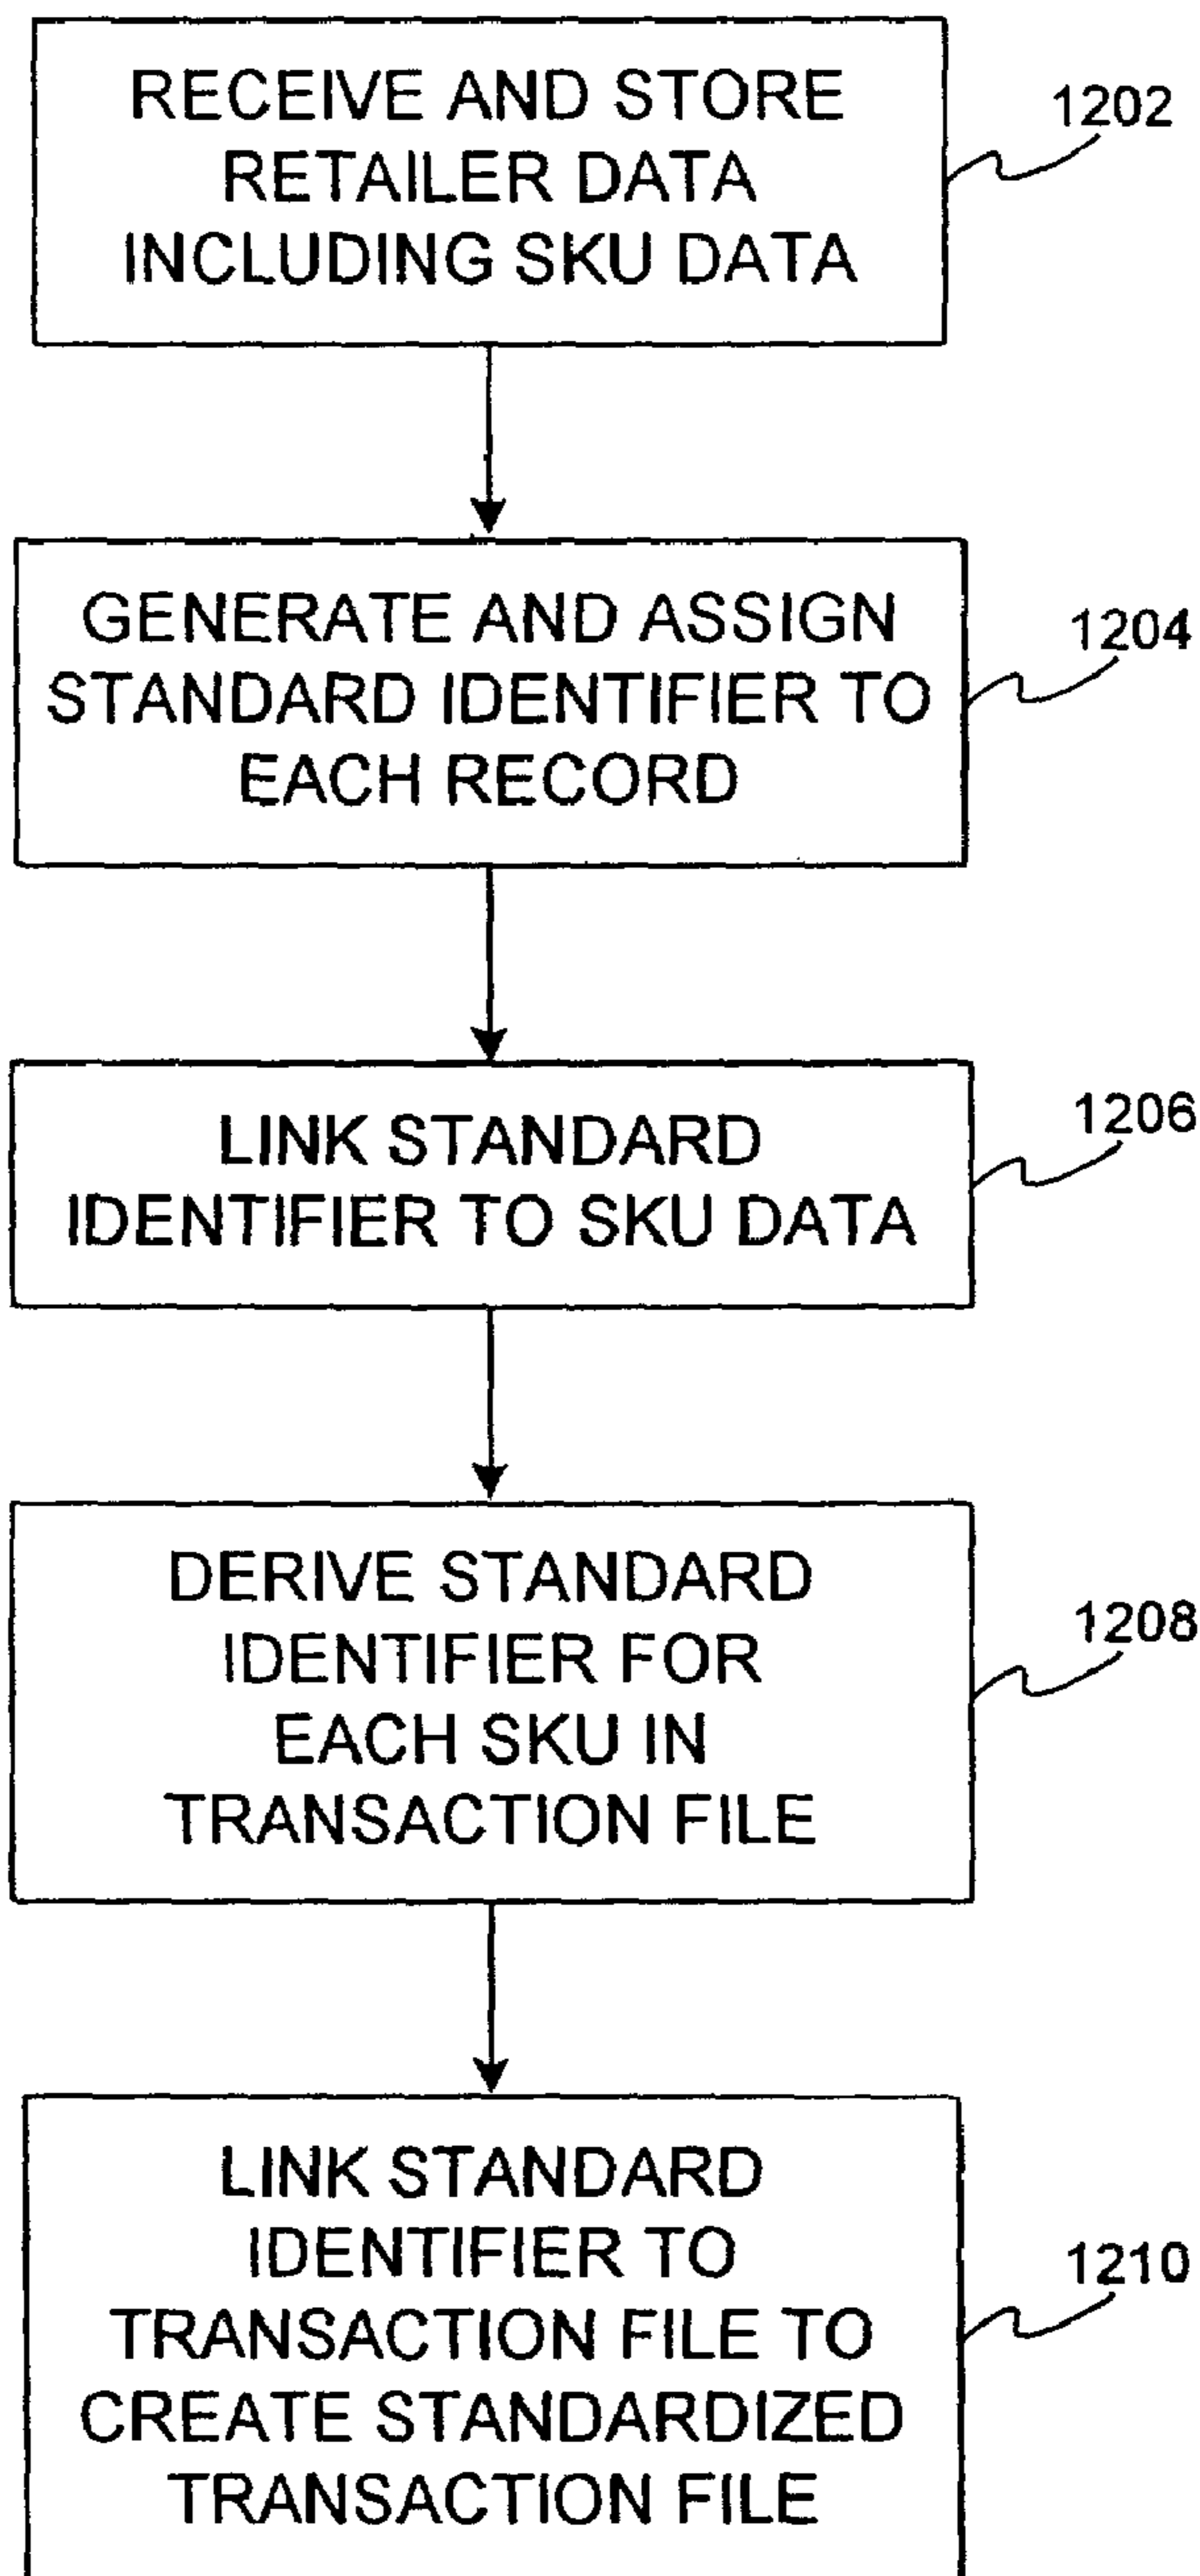 RECEIVE AND STORE
RETAILER DATA
INCLUDING SKU DATA
1202
GENERATE AND ASSIGN
STANDARD IDENTIFIER TO
EACH RECORD
1204
LINK STANDARD
IDENTIFIER TO SKU DATA
1206
DERIVE STANDARD
IDENTIFIER FOR
EACH SKU IN
TRANSACTION FILE
1208
LINK STANDARD
IDENTIFIER TO
TRANSACTION FILE TO
CREATE STANDARDIZED
TRANSACTION FILE
1210